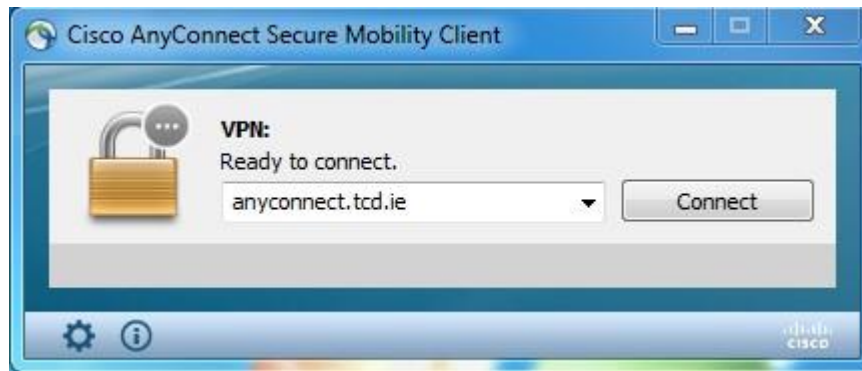 Cisco AnyConnect Secure Mobility Client
VPN:
Ready to connect.
anyconnect.tcd.ie
Connect
cisco